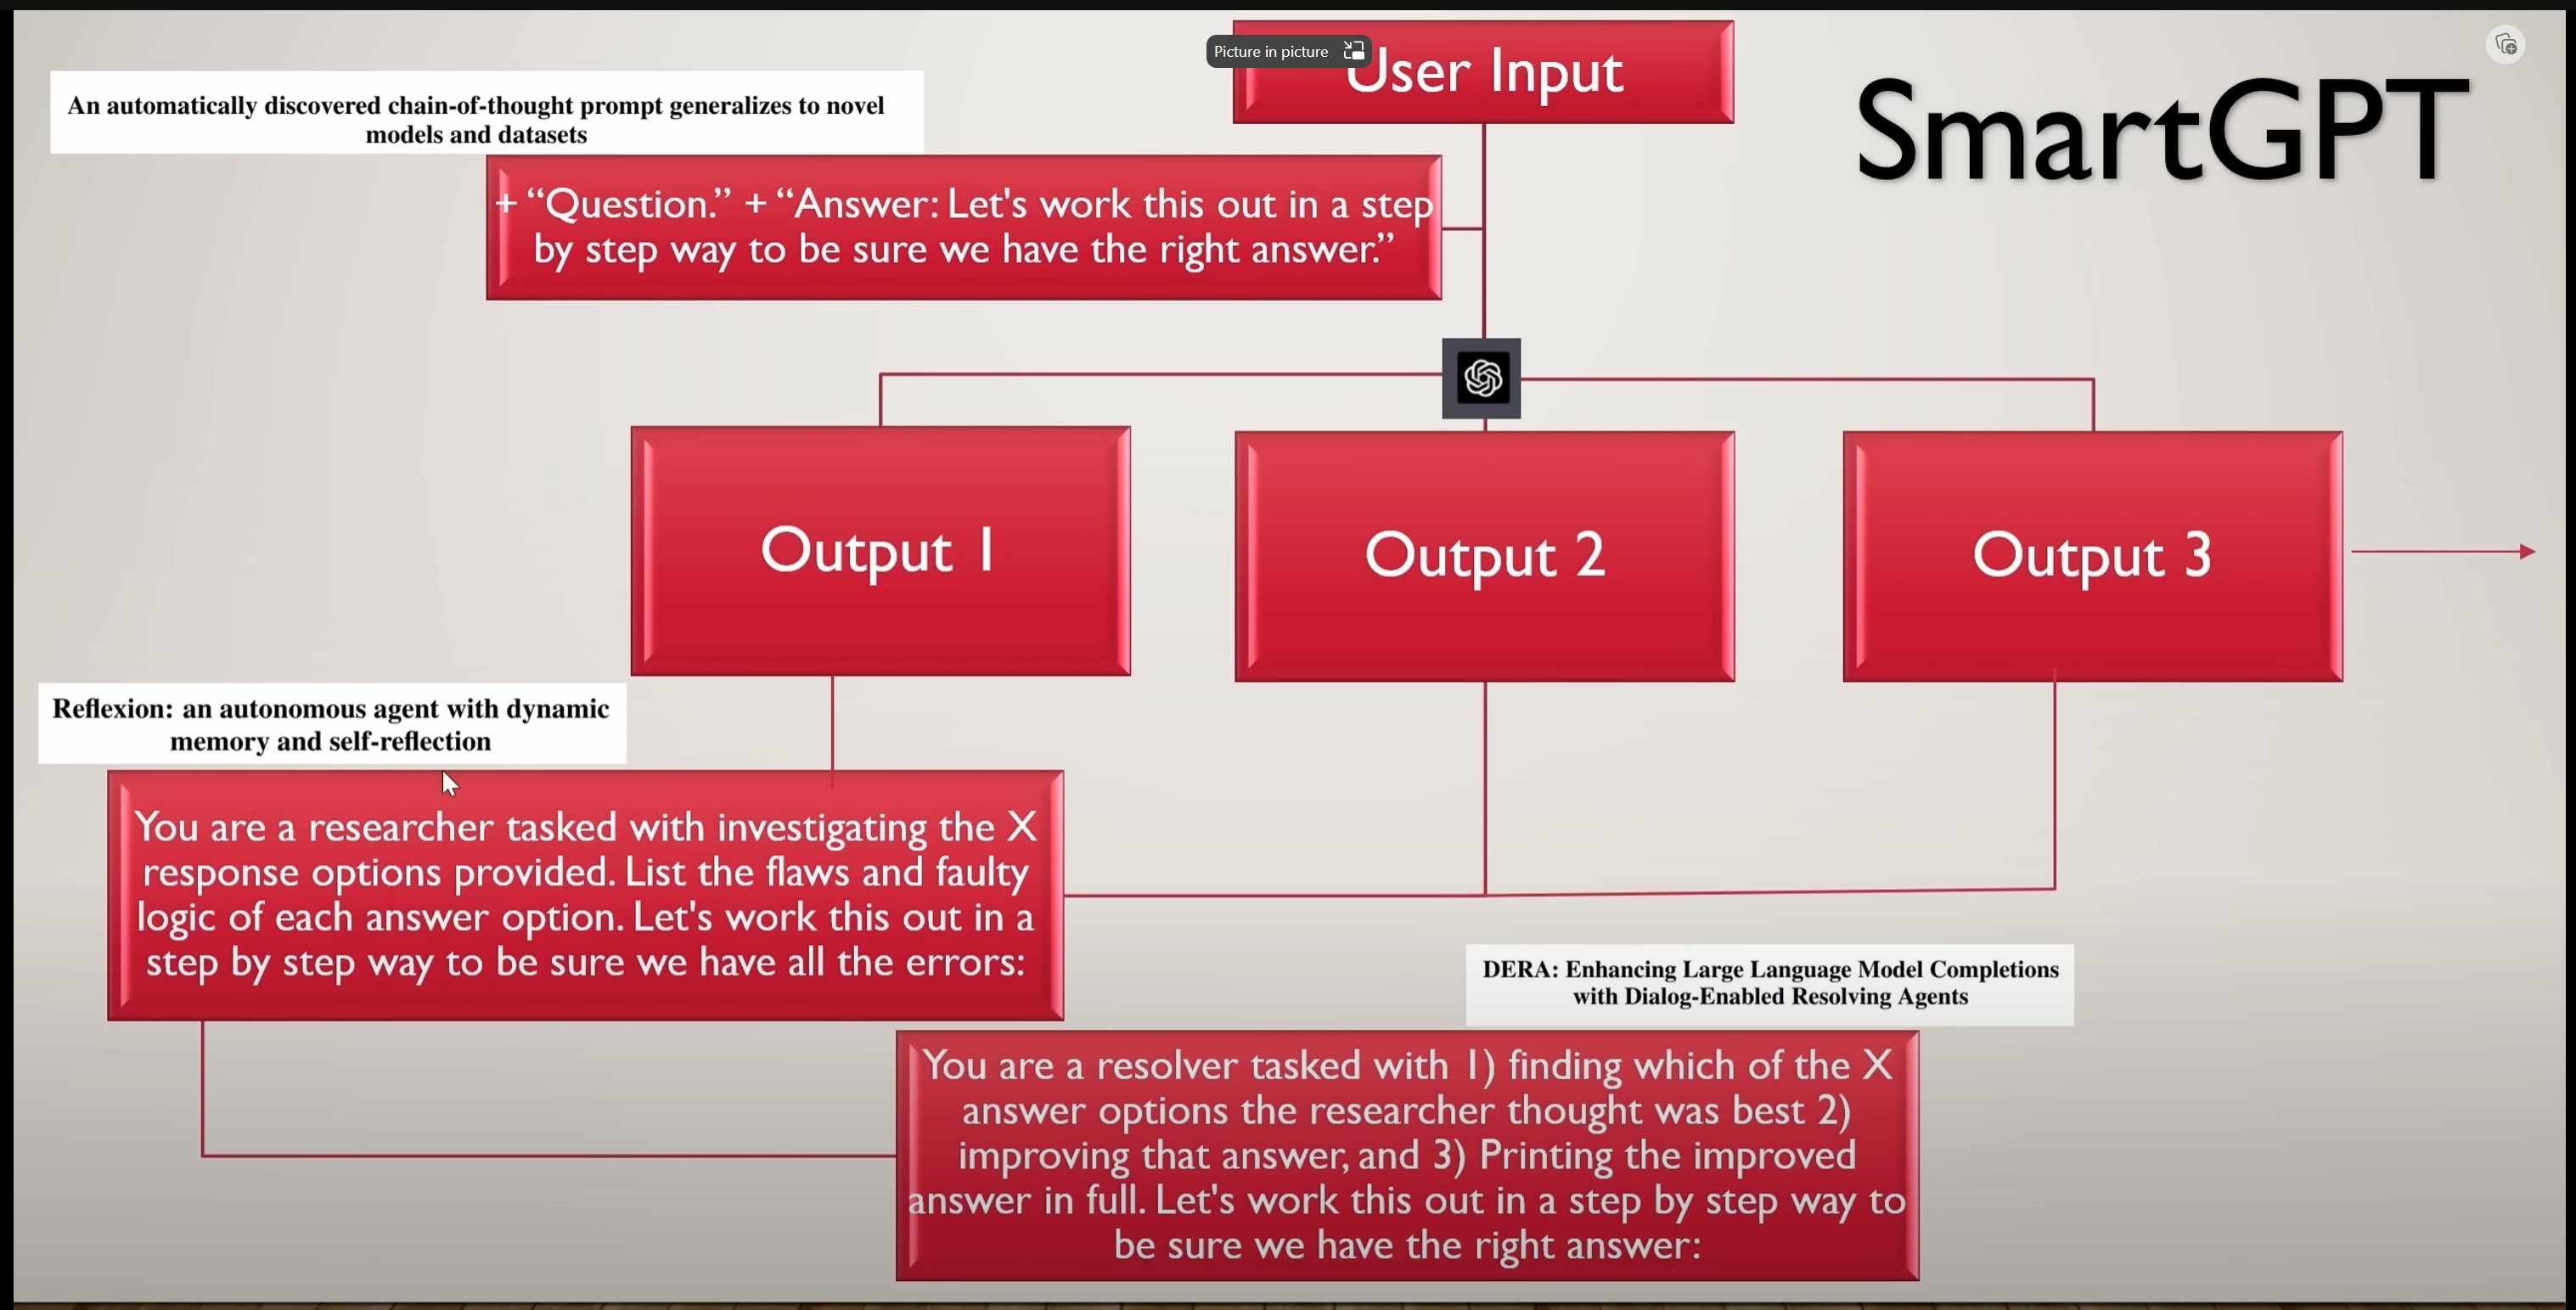 Picture in picture
User Input
SmartGPT
An automatically discovered chain-of-thought prompt generalizes to novel
models and datasets
+ “Question.” + “Answer: Let's work this out in a step
by step way to be sure we have the right answer.”
Output 1
Output 2
Output 3
Reflexion: an autonomous agent with dynamic
memory and self-reflection
You are a researcher tasked with investigating the X
response options provided. List the flaws and faulty
logic of each answer option. Let's work this out in a
step by step way to be sure we have all the errors:
DERA: Enhancing Large Language Model Completions
with Dialog-Enabled Resolving Agents
You are a resolver tasked with 1) finding which of the X
answer options the researcher thought was best 2)
improving that answer, and 3) Printing the improved
answer in full. Let's work this out in a step by step way to
be sure we have the right answer: